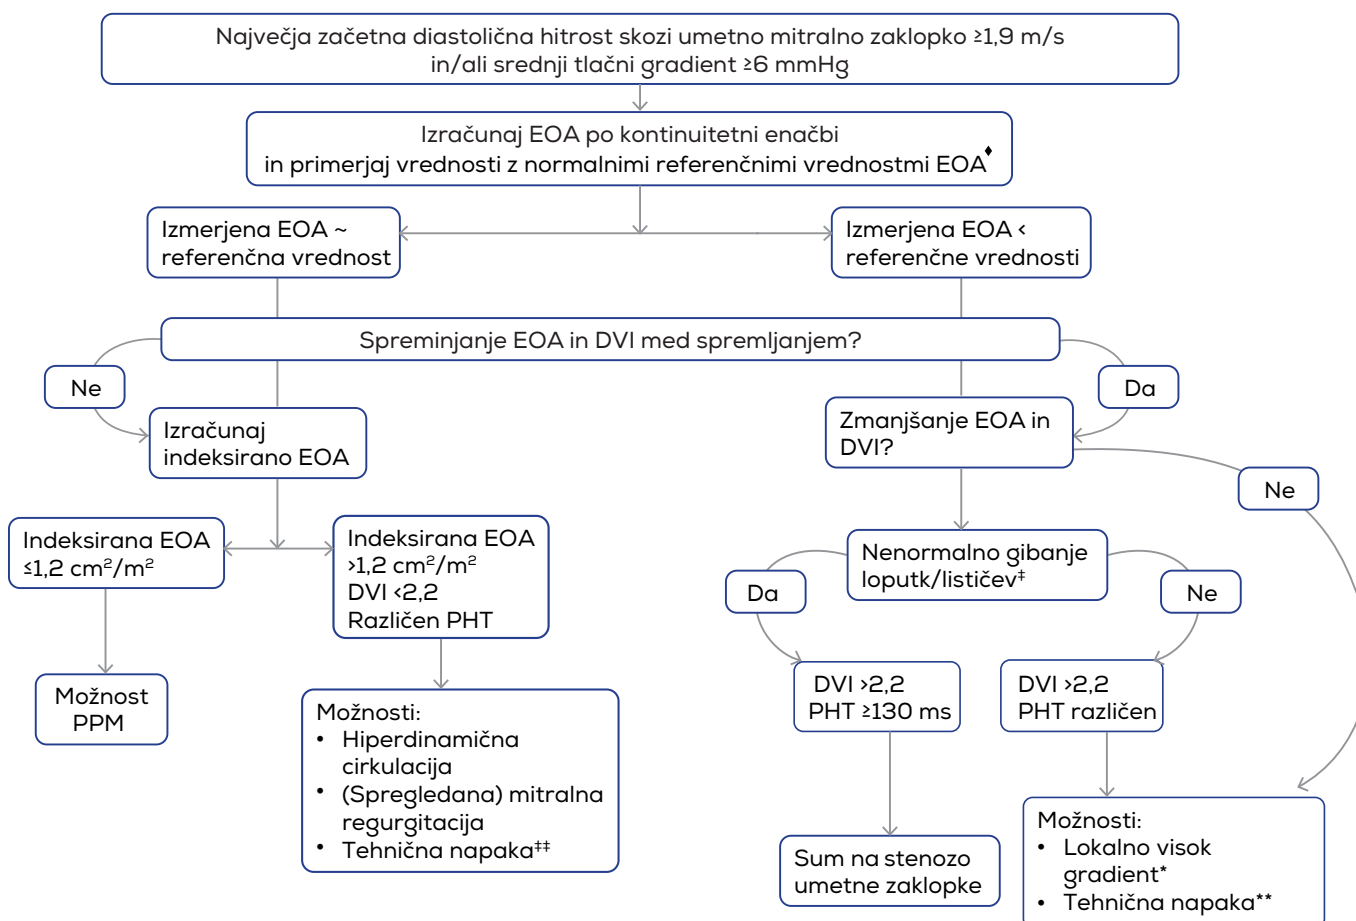 Največja začetna diastolična hitrost skozi umetno mitralno zaklopko ≥1,9 m/s
in/ali srednji tlačni gradient ≥6 mmHg
Izračunaj EOA po kontinuitetni enačbi
in primerjaj vrednosti z normalnimi referenčnimi vrednostmi EOA♦
Izmerjena EOA ~
referenčna vrednost
Izmerjena EOA <
referenčne vrednosti
Spreminjanje EOA in DVI med spremljanjem?
Ne
Da
Izračunaj
indeksirano EOA
Zmanjšanje EOA in
DVI?
Ne
Indeksirana EOA
≤1,2 cm²/m²
Indeksirana EOA
>1,2 cm²/m²
DVI <2,2
Različen PHT
Nenormalno gibanje
loputk/lističev‡
Da
Ne
Možnost
PPM
Možnosti:
• Hiperdinamična
cirkulacija
• (Spregledana) mitralna
regurgitacija
• Tehnična napaka‡‡
DVI >2,2
PHT ≥130 ms
DVI >2,2
PHT različen
Sum na stenozo
umetne zaklopke
Možnosti:
• Lokalno visok
gradient*
• Tehnična napaka**